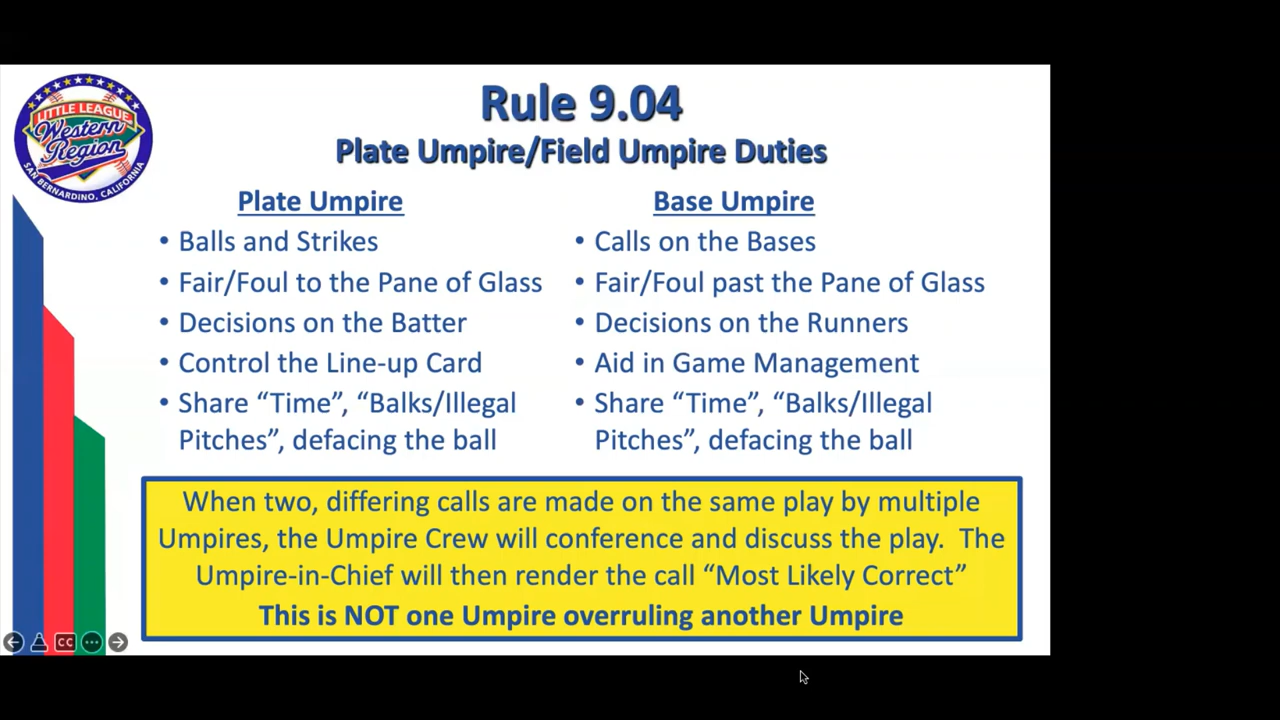 LITTLE LEAGUE
Western
Region
SAN BERNARDINO, CALIFORNIA
Rule 9.04
Plate Umpire/Field Umpire Duties
Plate Umpire
• Balls and Strikes
• Fair/Foul to the Pane of Glass
• Decisions on the Batter
• Control the Line-up Card
• Share “Time”, “Balks/Illegal
Pitches”, defacing the ball
Base Umpire
• Calls on the Bases
• Fair/Foul past the Pane of Glass
• Decisions on the Runners
• Aid in Game Management
• Share “Time”, “Balks/Illegal
Pitches”, defacing the ball
When two, differing calls are made on the same play by multiple
Umpires, the Umpire Crew will conference and discuss the play.  The
Umpire-in-Chief will then render the call “Most Likely Correct”
This is NOT one Umpire overruling another Umpire
CC